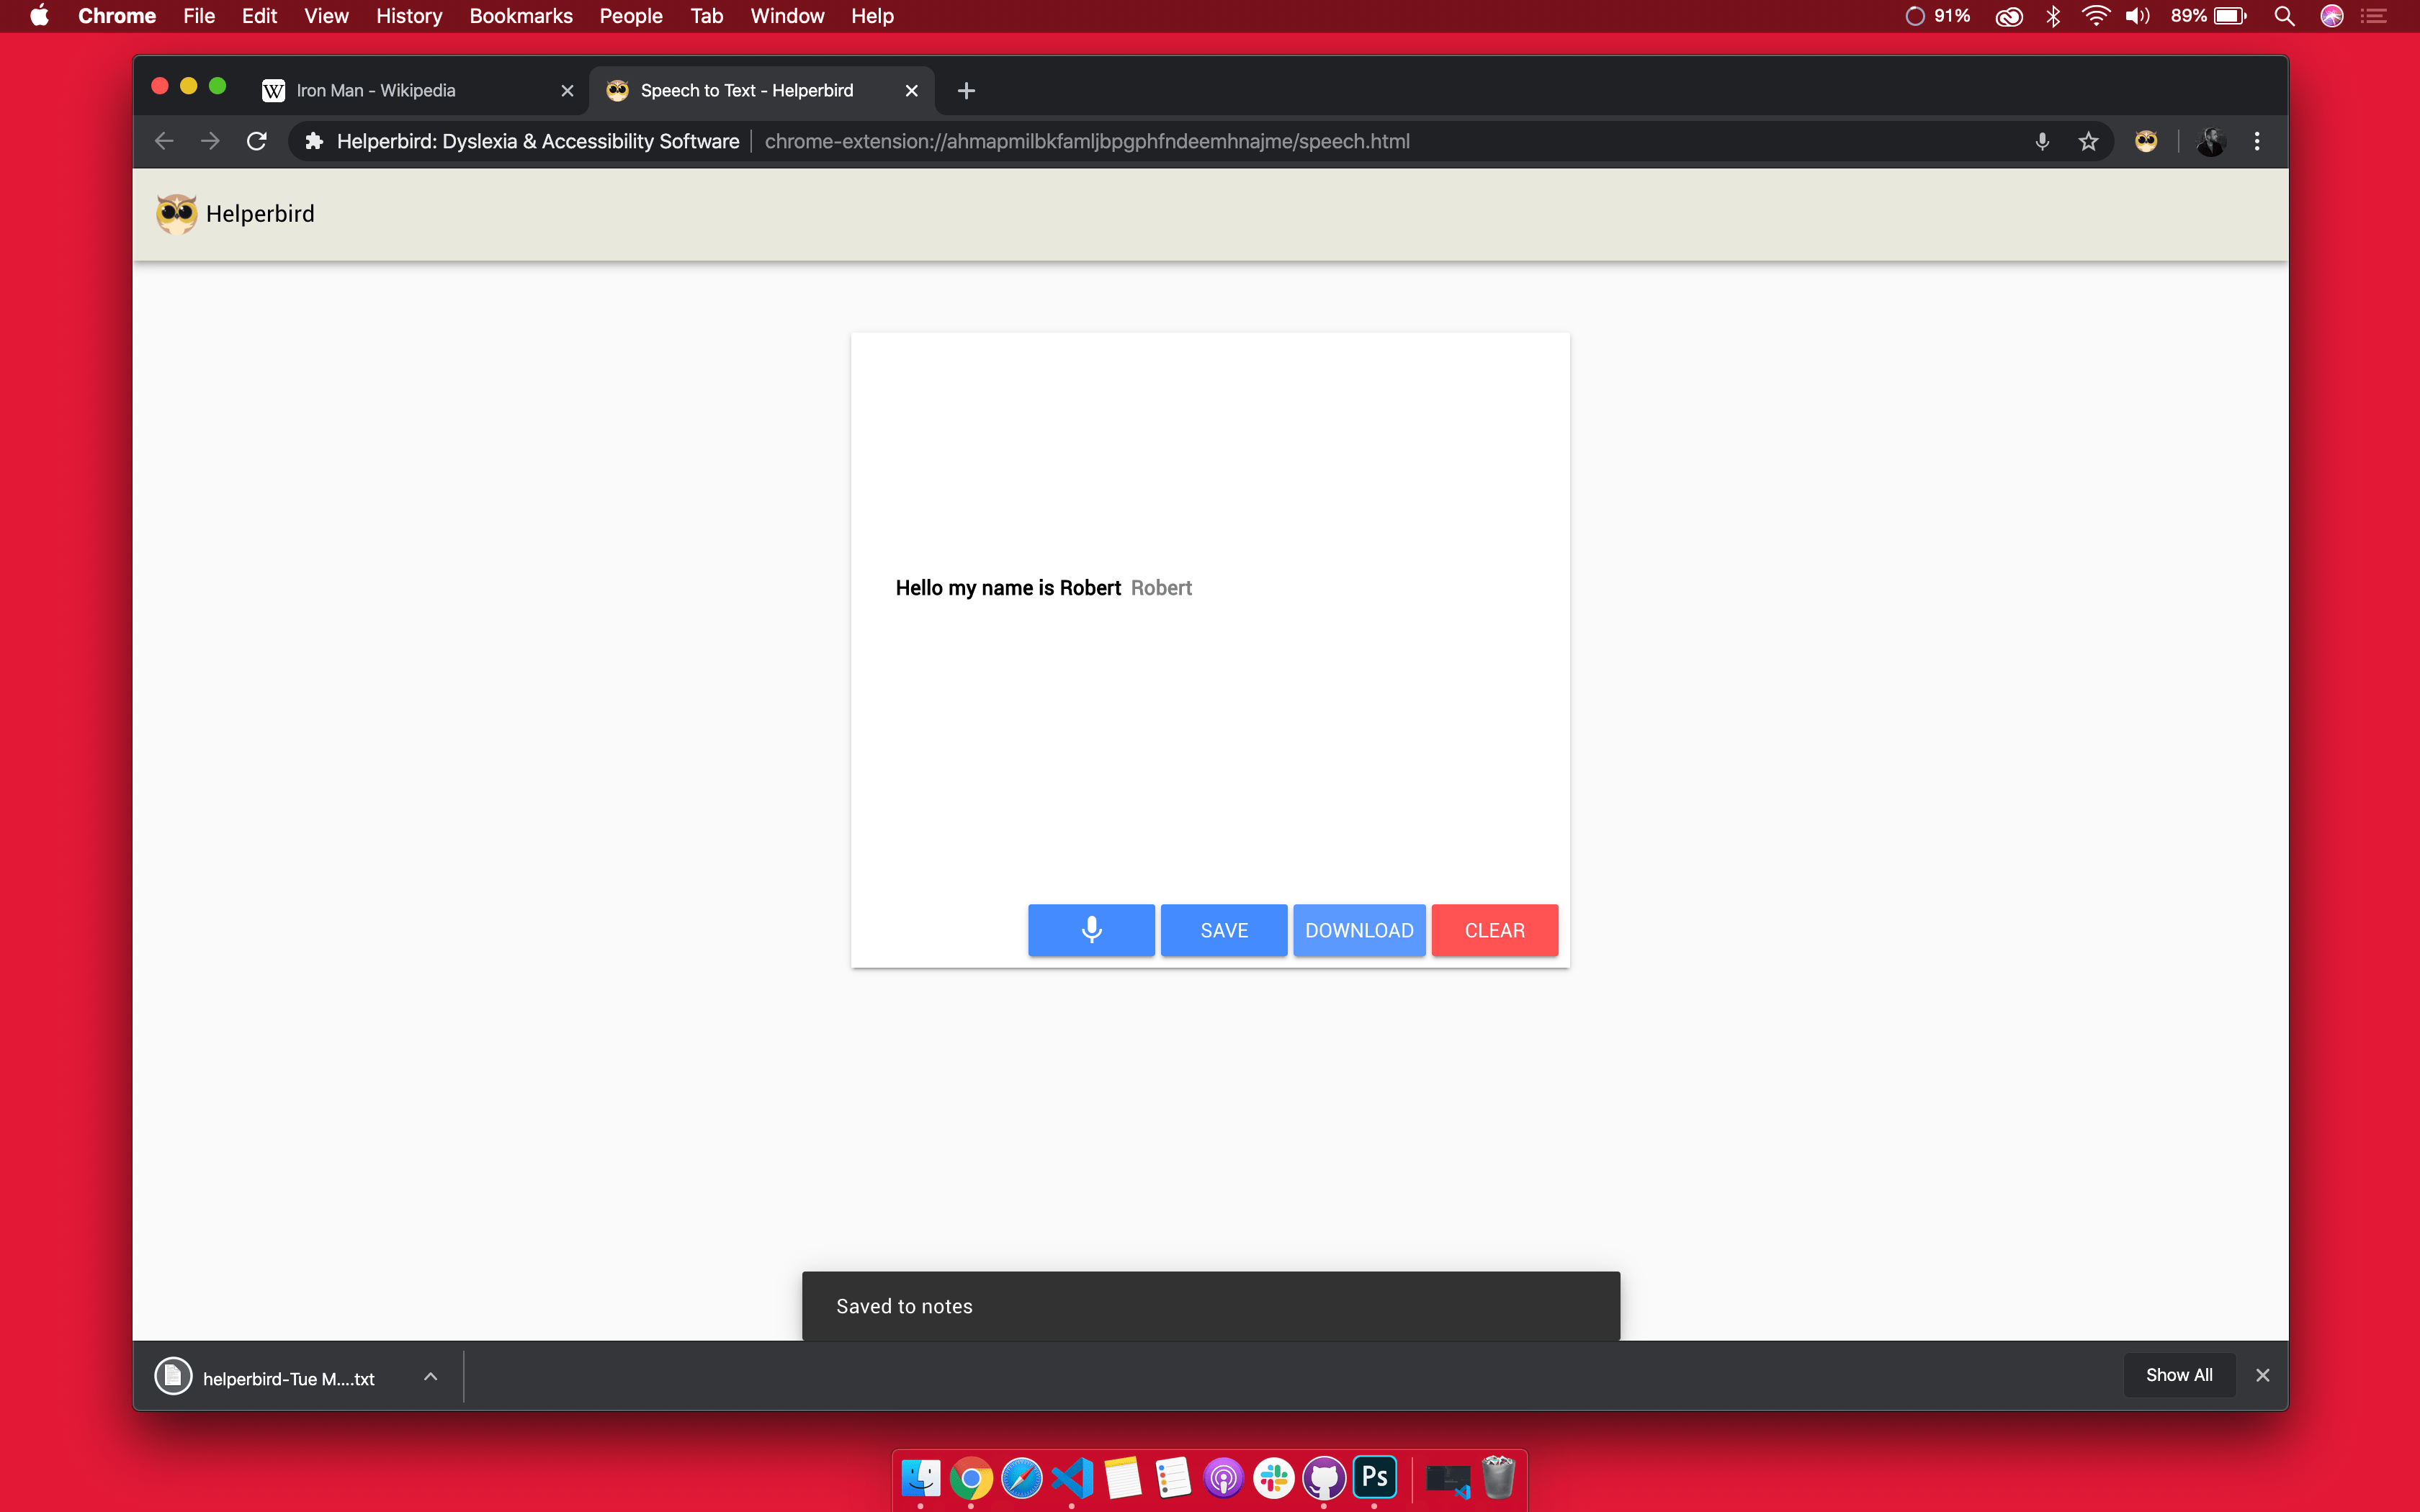 Chrome File Edit View History Bookmarks People Tab Window Help 91% 89%
W Iron Man - Wikipedia Speech to Text - Helperbird
Helperbird: Dyslexia & Accessibility Software chrome-extension://ahmapmilbkfamljbpgphfndeemhnajme/speech.html
Helperbird
Hello my name is Robert Robert
SAVE DOWNLOAD CLEAR
Saved to notes
helperbird-Tue M....txt Show All
Ps